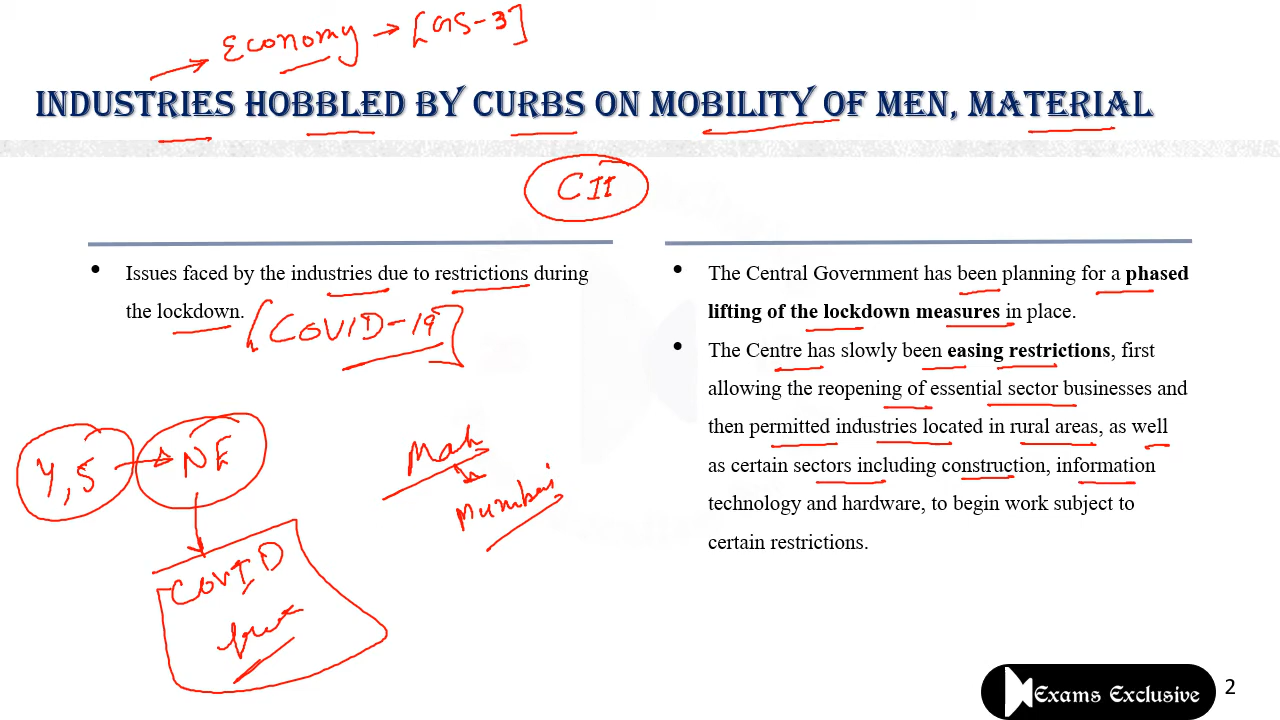 Economy → [GS-3]
INDUSTRIES HOBBLED BY CURBS ON MOBILITY OF MEN, MATERIAL
CII
• Issues faced by the industries due to restrictions during
the lockdown.
[COVID-19]
Y, S → NE
COVID
free
Mah
Mumbai
• The Central Government has been planning for a phased
lifting of the lockdown measures in place.
• The Centre has slowly been easing restrictions, first
allowing the reopening of essential sector businesses and
then permitted industries located in rural areas, as well
as certain sectors including construction, information
technology and hardware, to begin work subject to
certain restrictions.
Exams Exclusive
2